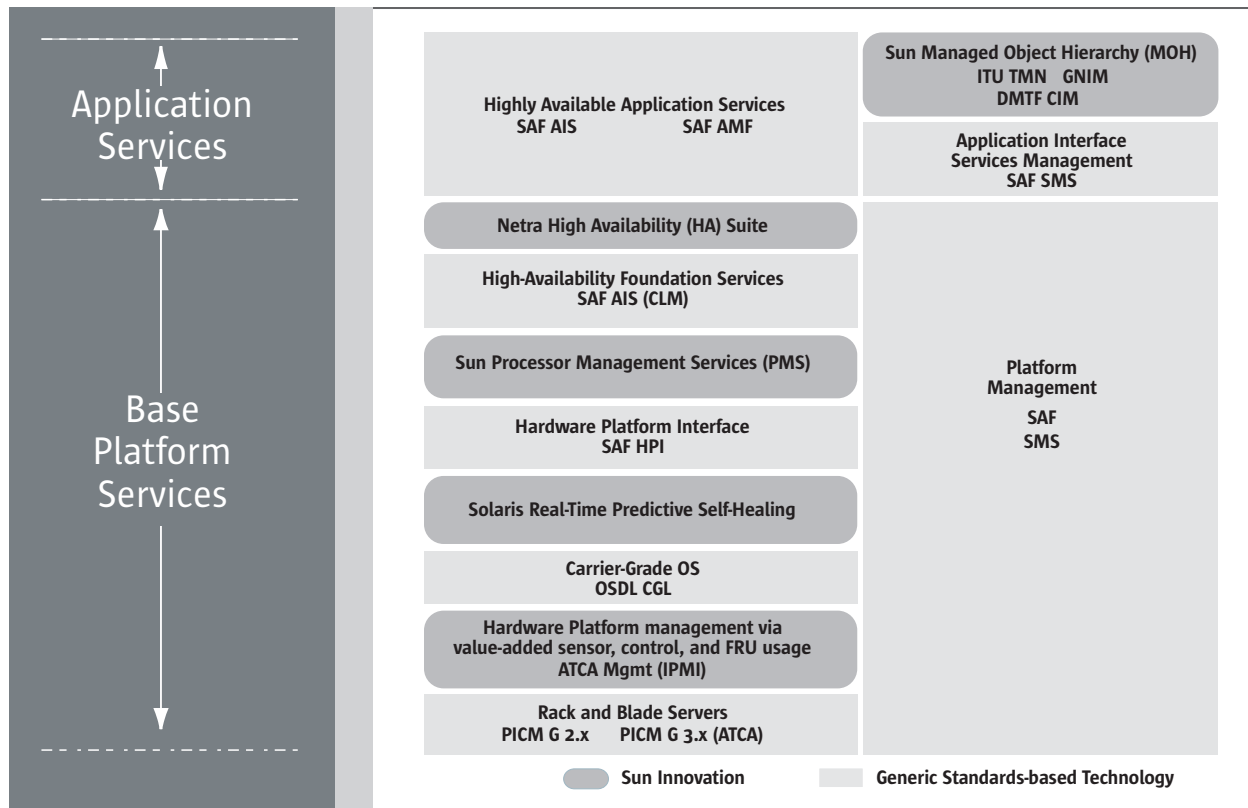 Application
Services
Base
Platform
Services
Highly Available Application Services
SAF AIS SAF AMF
Sun Managed Object Hierarchy (MOH)
ITU TMN GNIM
DMTF CIM
Application Interface
Services Management
SAF SMS
Netra High Availability (HA) Suite
High-Availability Foundation Services
SAF AIS (CLM)
Sun Processor Management Services (PMS)
Hardware Platform Interface
SAF HPI
Solaris Real-Time Predictive Self-Healing
Carrier-Grade OS
OSDL CGL
Hardware Platform management via
value-added sensor, control, and FRU usage
ATCA Mgmt (IPMI)
Rack and Blade Servers
PICM G 2.x PICM G 3.x (ATCA)
Platform
Management
SAF
SMS
Sun Innovation
Generic Standards-based Technology